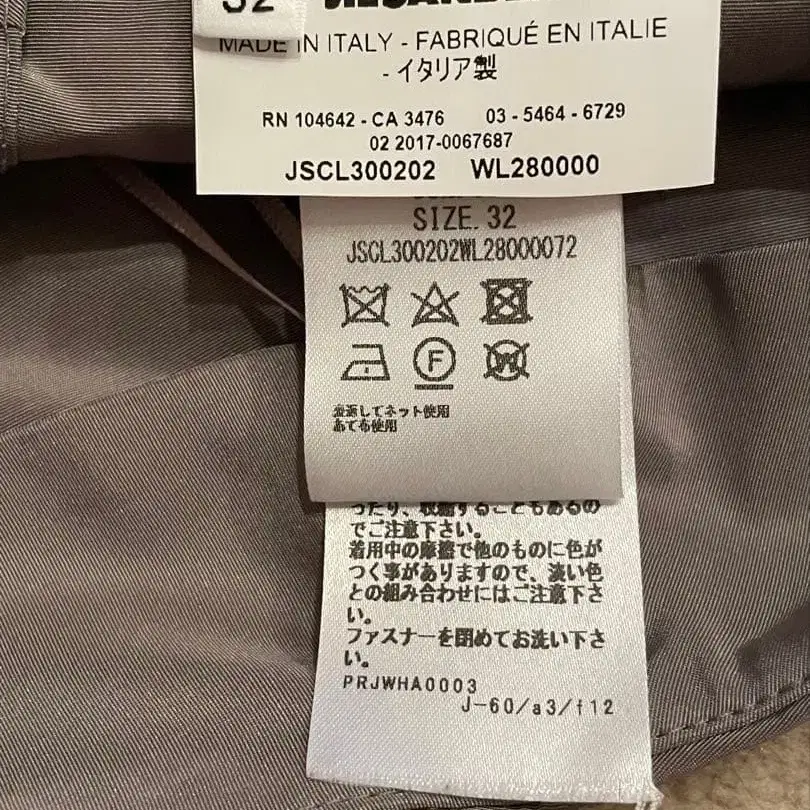 32
MADE IN ITALY - FABRIQUÉ EN ITALIE
- イタリア製
RN 104642 - CA 3476 03 - 5464 - 6729
02 2017-0067687
JSCL300202 WL280000
SIZE. 32
JSCL300202WL28000072
F
W
裏返してネット使用
あて布使用
ったり、収縮することもあるの
でご注意下さい。
着用中の摩擦で他のものに色が
つく事がありますので、淡い色
との組み合わせにはご注意下さ
い。
ファスナーを閉めてお洗い下さ
い。
PRJWHA0003
J-60/a3/f12